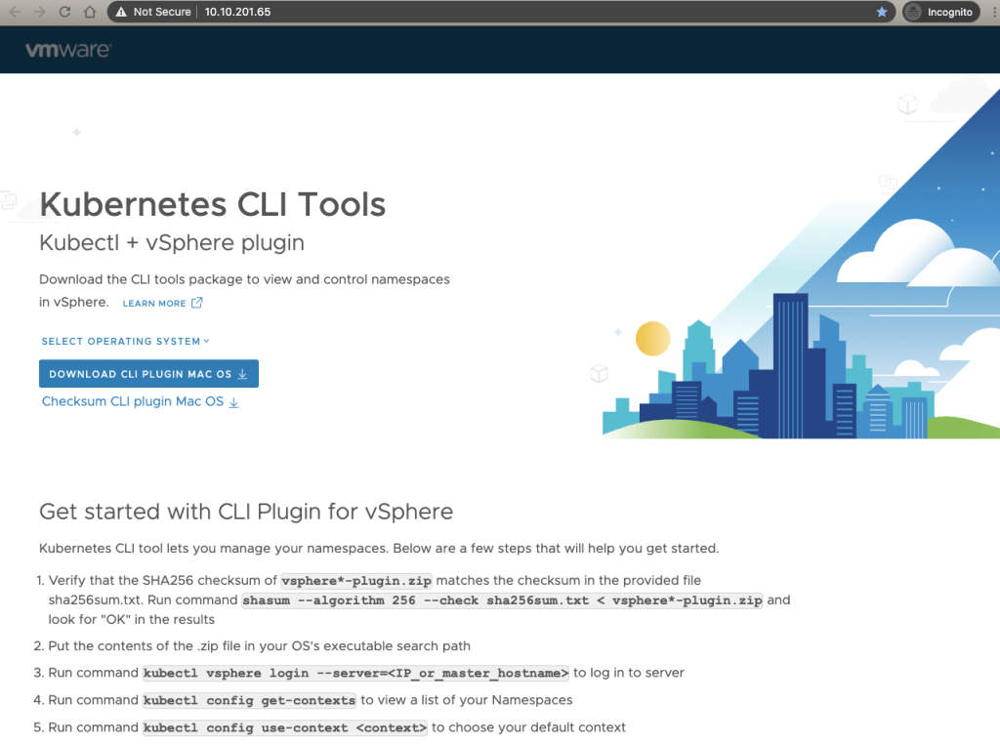 Not Secure | 10.10.201.65
Incognito
vmware
Kubernetes CLI Tools
Kubectl + vSphere plugin
Download the CLI tools package to view and control namespaces
in vSphere. LEARN MORE
SELECT OPERATING SYSTEM
DOWNLOAD CLI PLUGIN MAC OS
Checksum CLI plugin Mac OS
Get started with CLI Plugin for vSphere
Kubernetes CLI tool lets you manage your namespaces. Below are a few steps that will help you get started.
1. Verify that the SHA256 checksum of vsphere*-plugin.zip matches the checksum in the provided file
sha256sum.txt. Run command shasum --algorithm 256 --check sha256sum.txt < vsphere*-plugin.zip and
look for "OK" in the results
2. Put the contents of the .zip file in your OS's executable search path
3. Run command kubectl vsphere login --server=<IP_or_master_hostname> to log in to server
4. Run command kubectl config get-contexts to view a list of your Namespaces
5. Run command kubectl config use-context <context> to choose your default context